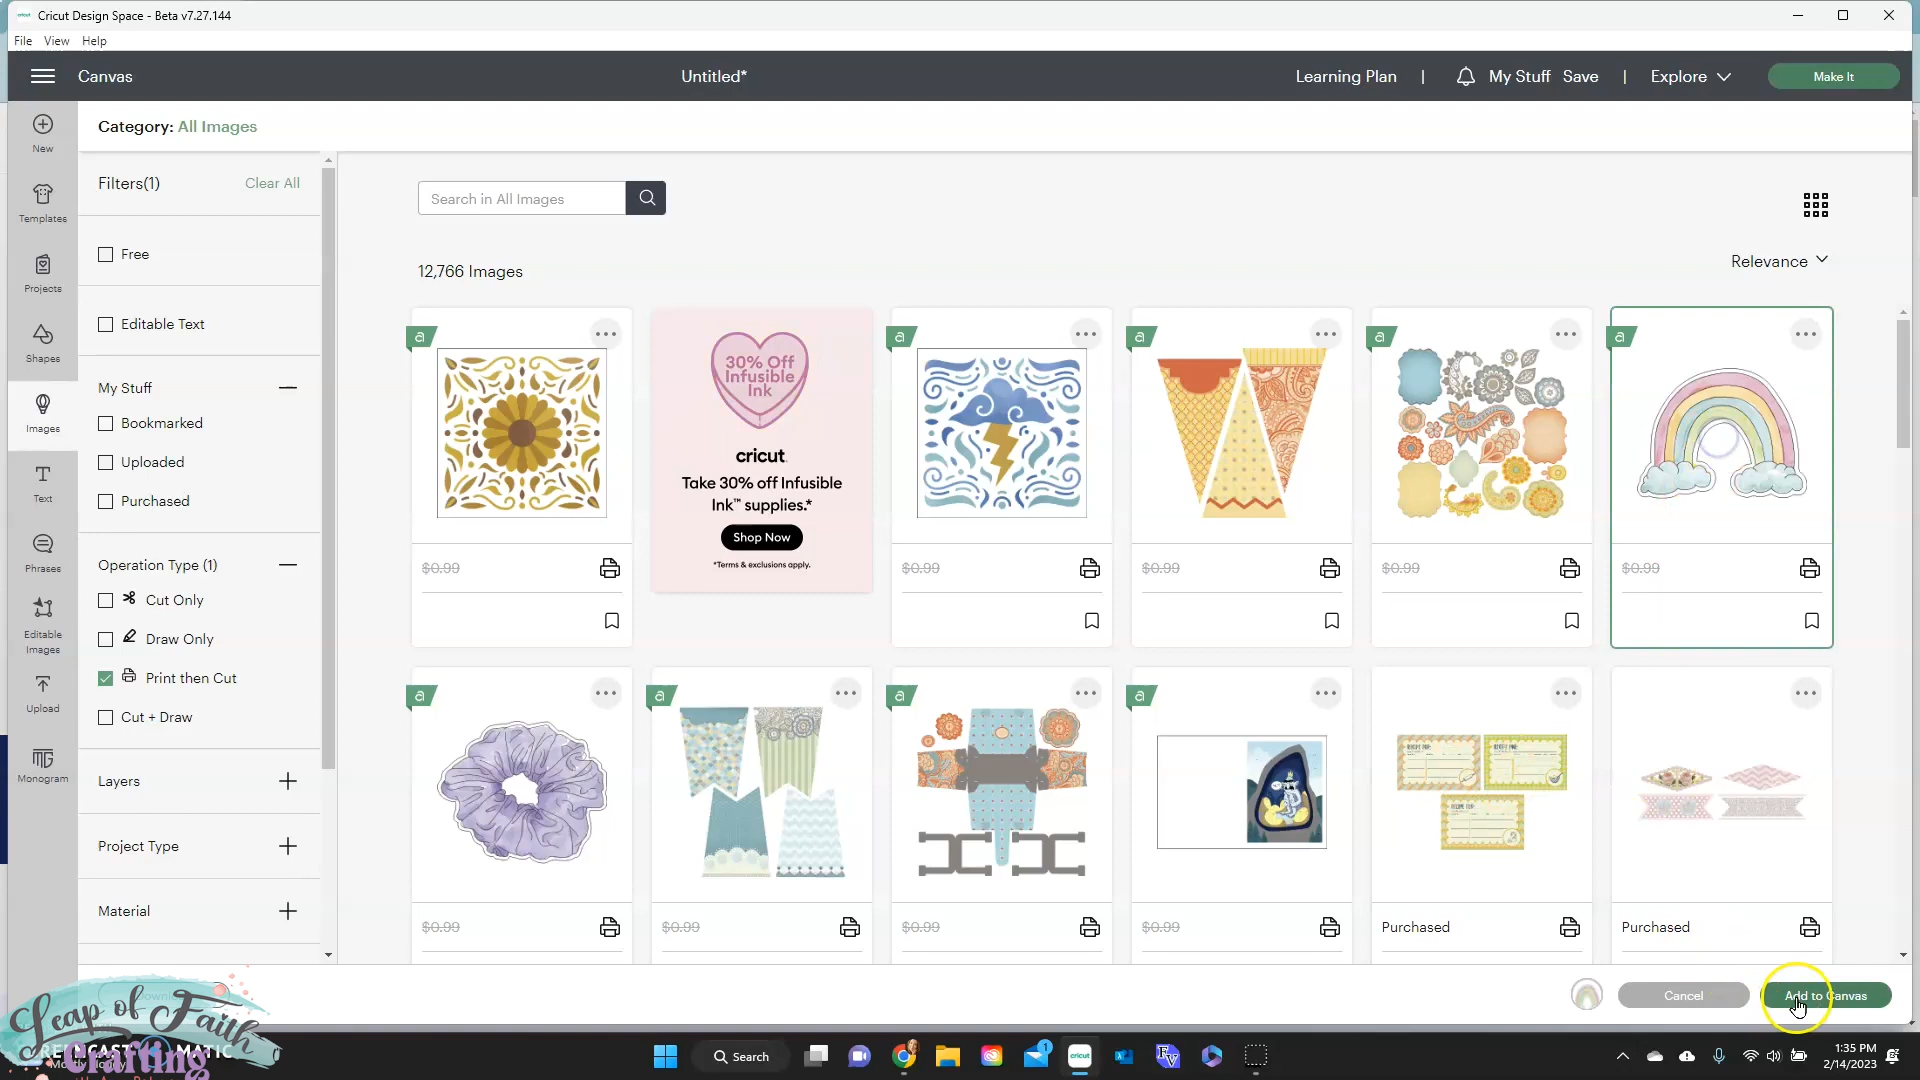 cricut Cricut Design Space - Beta v7.27.144
File View Help
Canvas Untitled* Learning Plan | My Stuff Save | Explore Make It
Category: All Images
New
Templates
Projects
Shapes
Images
Text
Phrases
Editable
Images
Upload
Monogram
Filters(1) Clear All
Free
Editable Text
My Stuff
Bookmarked
Uploaded
Purchased
Operation Type (1)
Cut Only
Draw Only
Print then Cut
Cut + Draw
Layers
Project Type
Material
Search in All Images
12,766 Images
Relevance
a a a a a
30% Off
Infusible
Ink
cricut
Take 30% off Infusible
Ink™ supplies.*
Shop Now
*Terms & exclusions apply.
$0.99 $0.99 $0.99 $0.99 $0.99
a a a a
$0.99 $0.99 $0.99 $0.99 Purchased Purchased
Cancel Add to Canvas
Leap of Faith
Crafting
Search
cricut
1
1:35 PM
2/14/2023